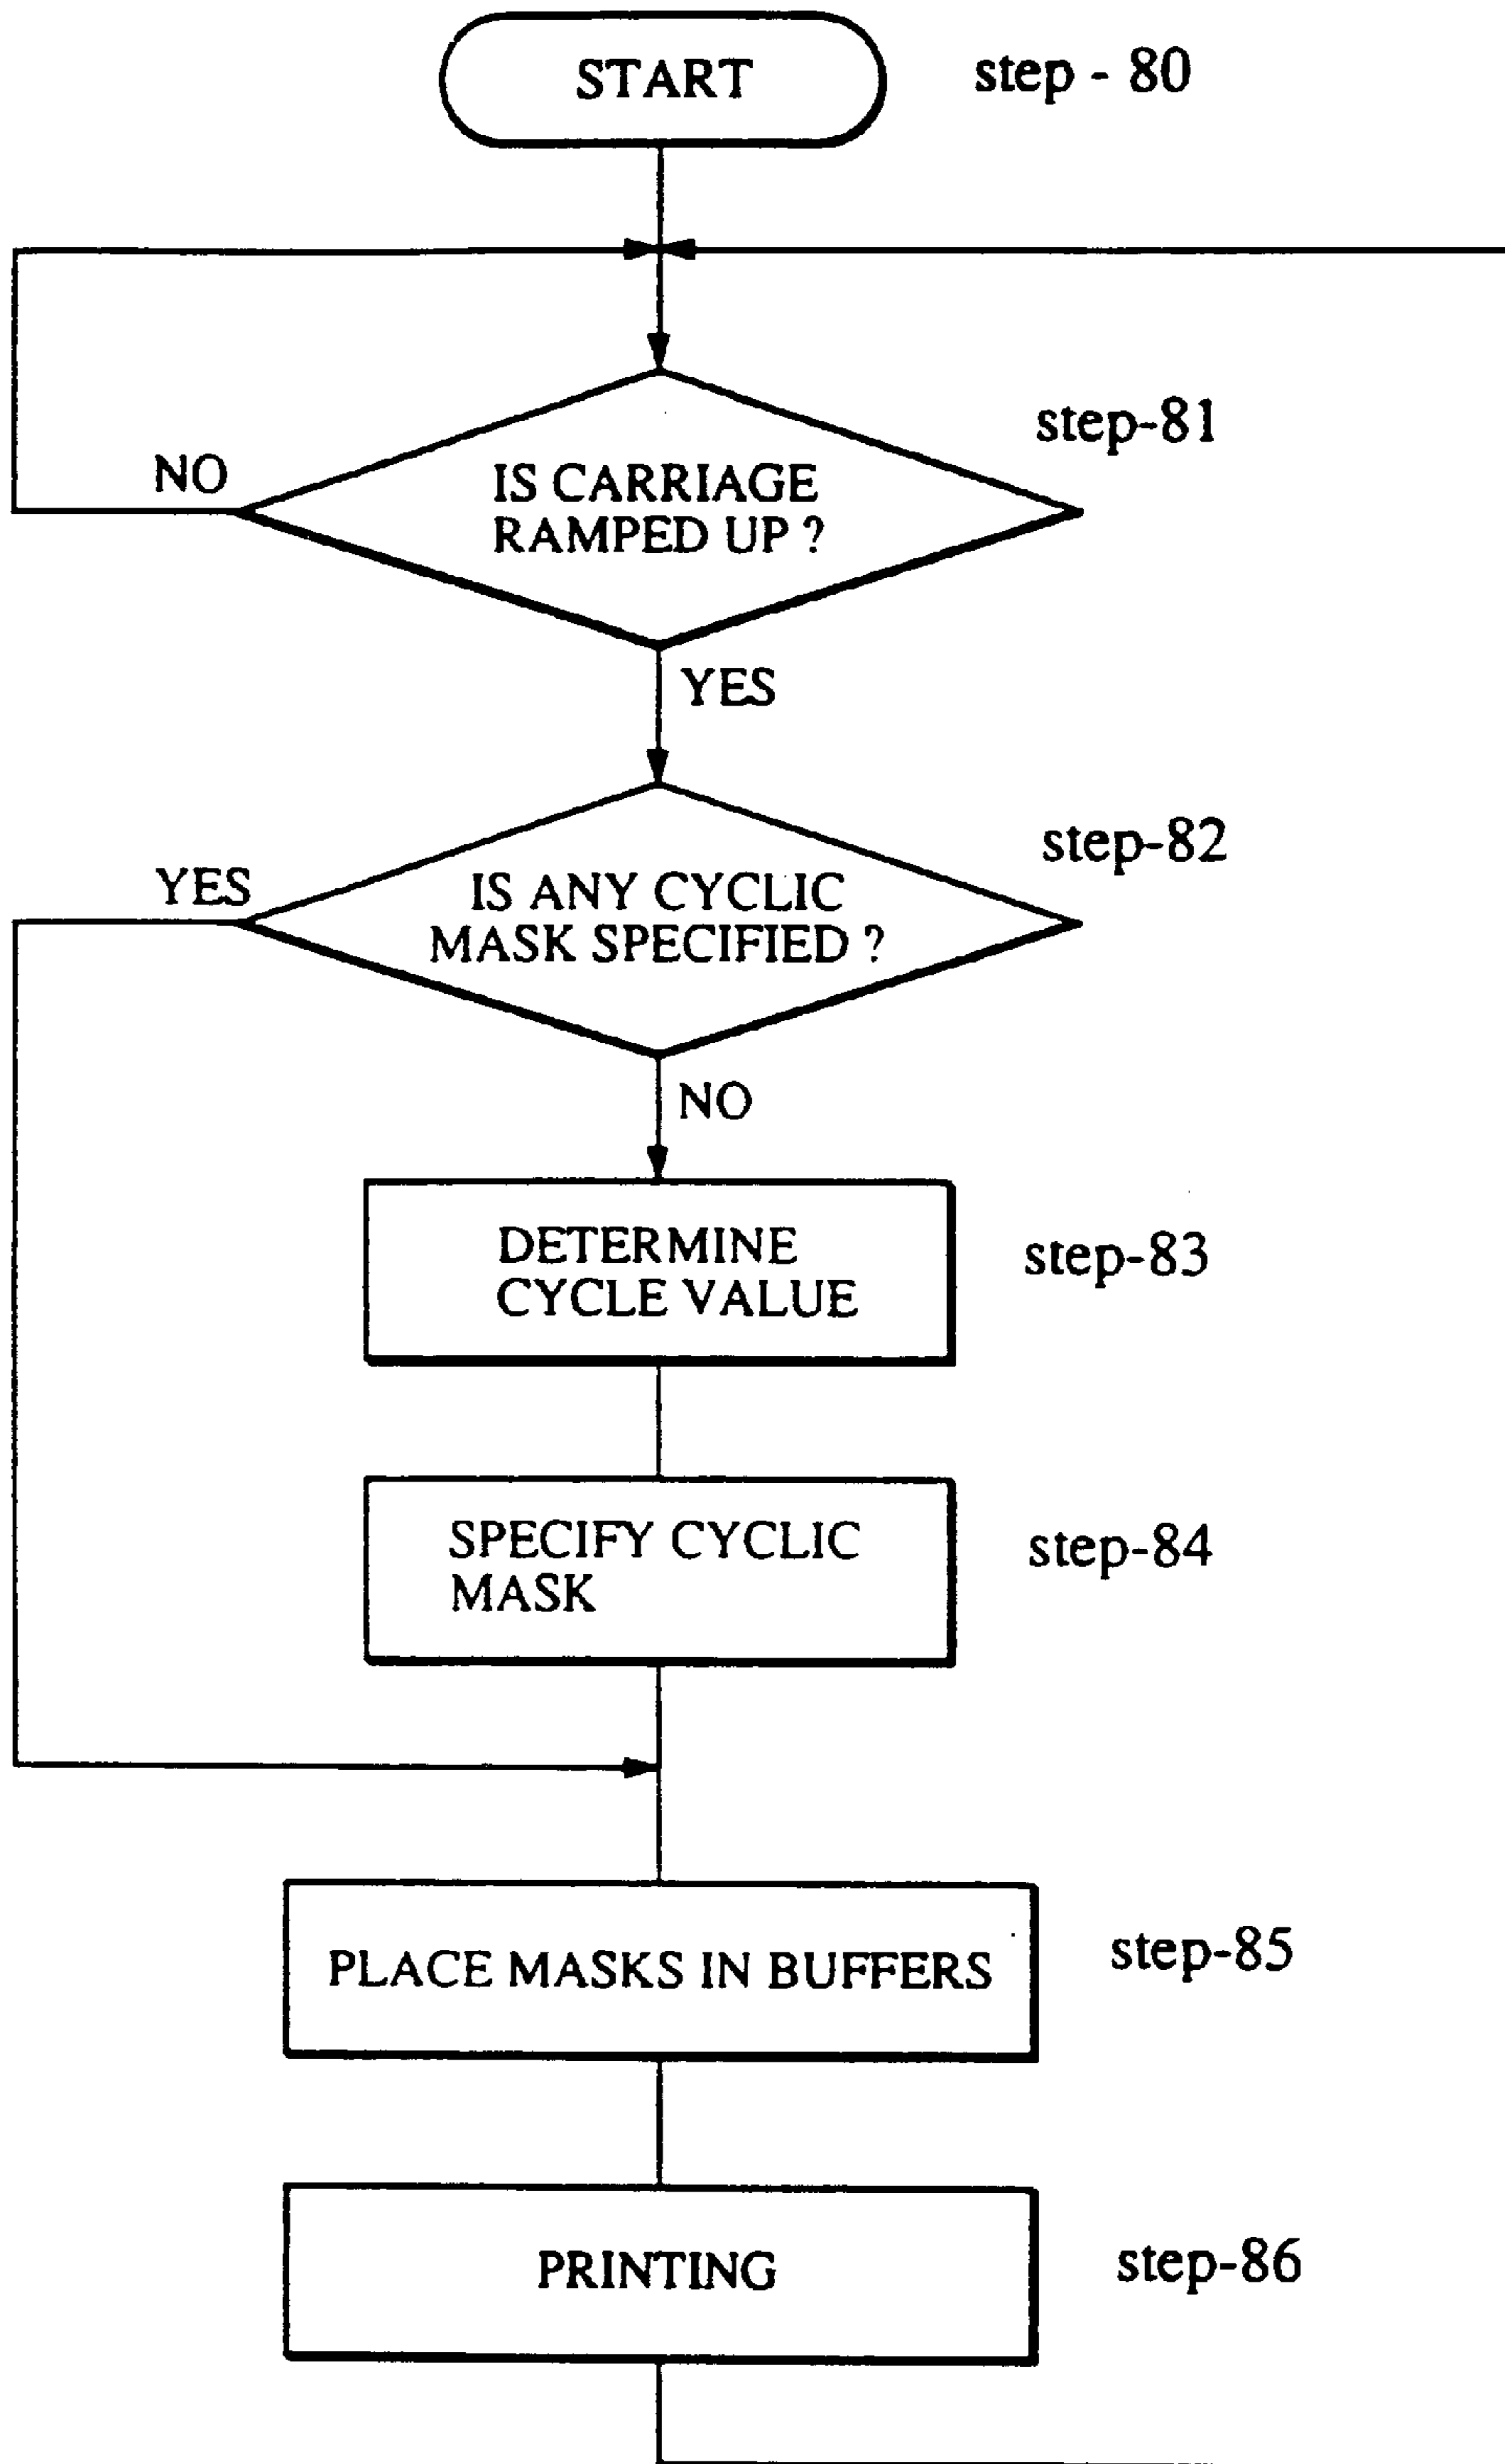 START
step - 80
step-81
NO
IS CARRIAGE
RAMPED UP ?
YES
step-82
YES
IS ANY CYCLIC
MASK SPECIFIED ?
NO
DETERMINE
CYCLE VALUE
step-83
SPECIFY CYCLIC
MASK
step-84
PLACE MASKS IN BUFFERS
step-85
PRINTING
step-86